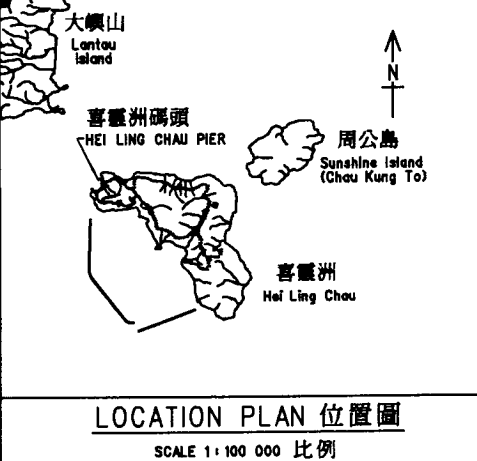 大嶼山
Lantau
Island
喜靈洲碼頭
HEI LING CHAU PIER
N
周公島
Sunshine Island
(Chau Kung To)
喜靈洲
Hei Ling Chau
LOCATION PLAN 位置圖
SCALE 1:100 000 比例